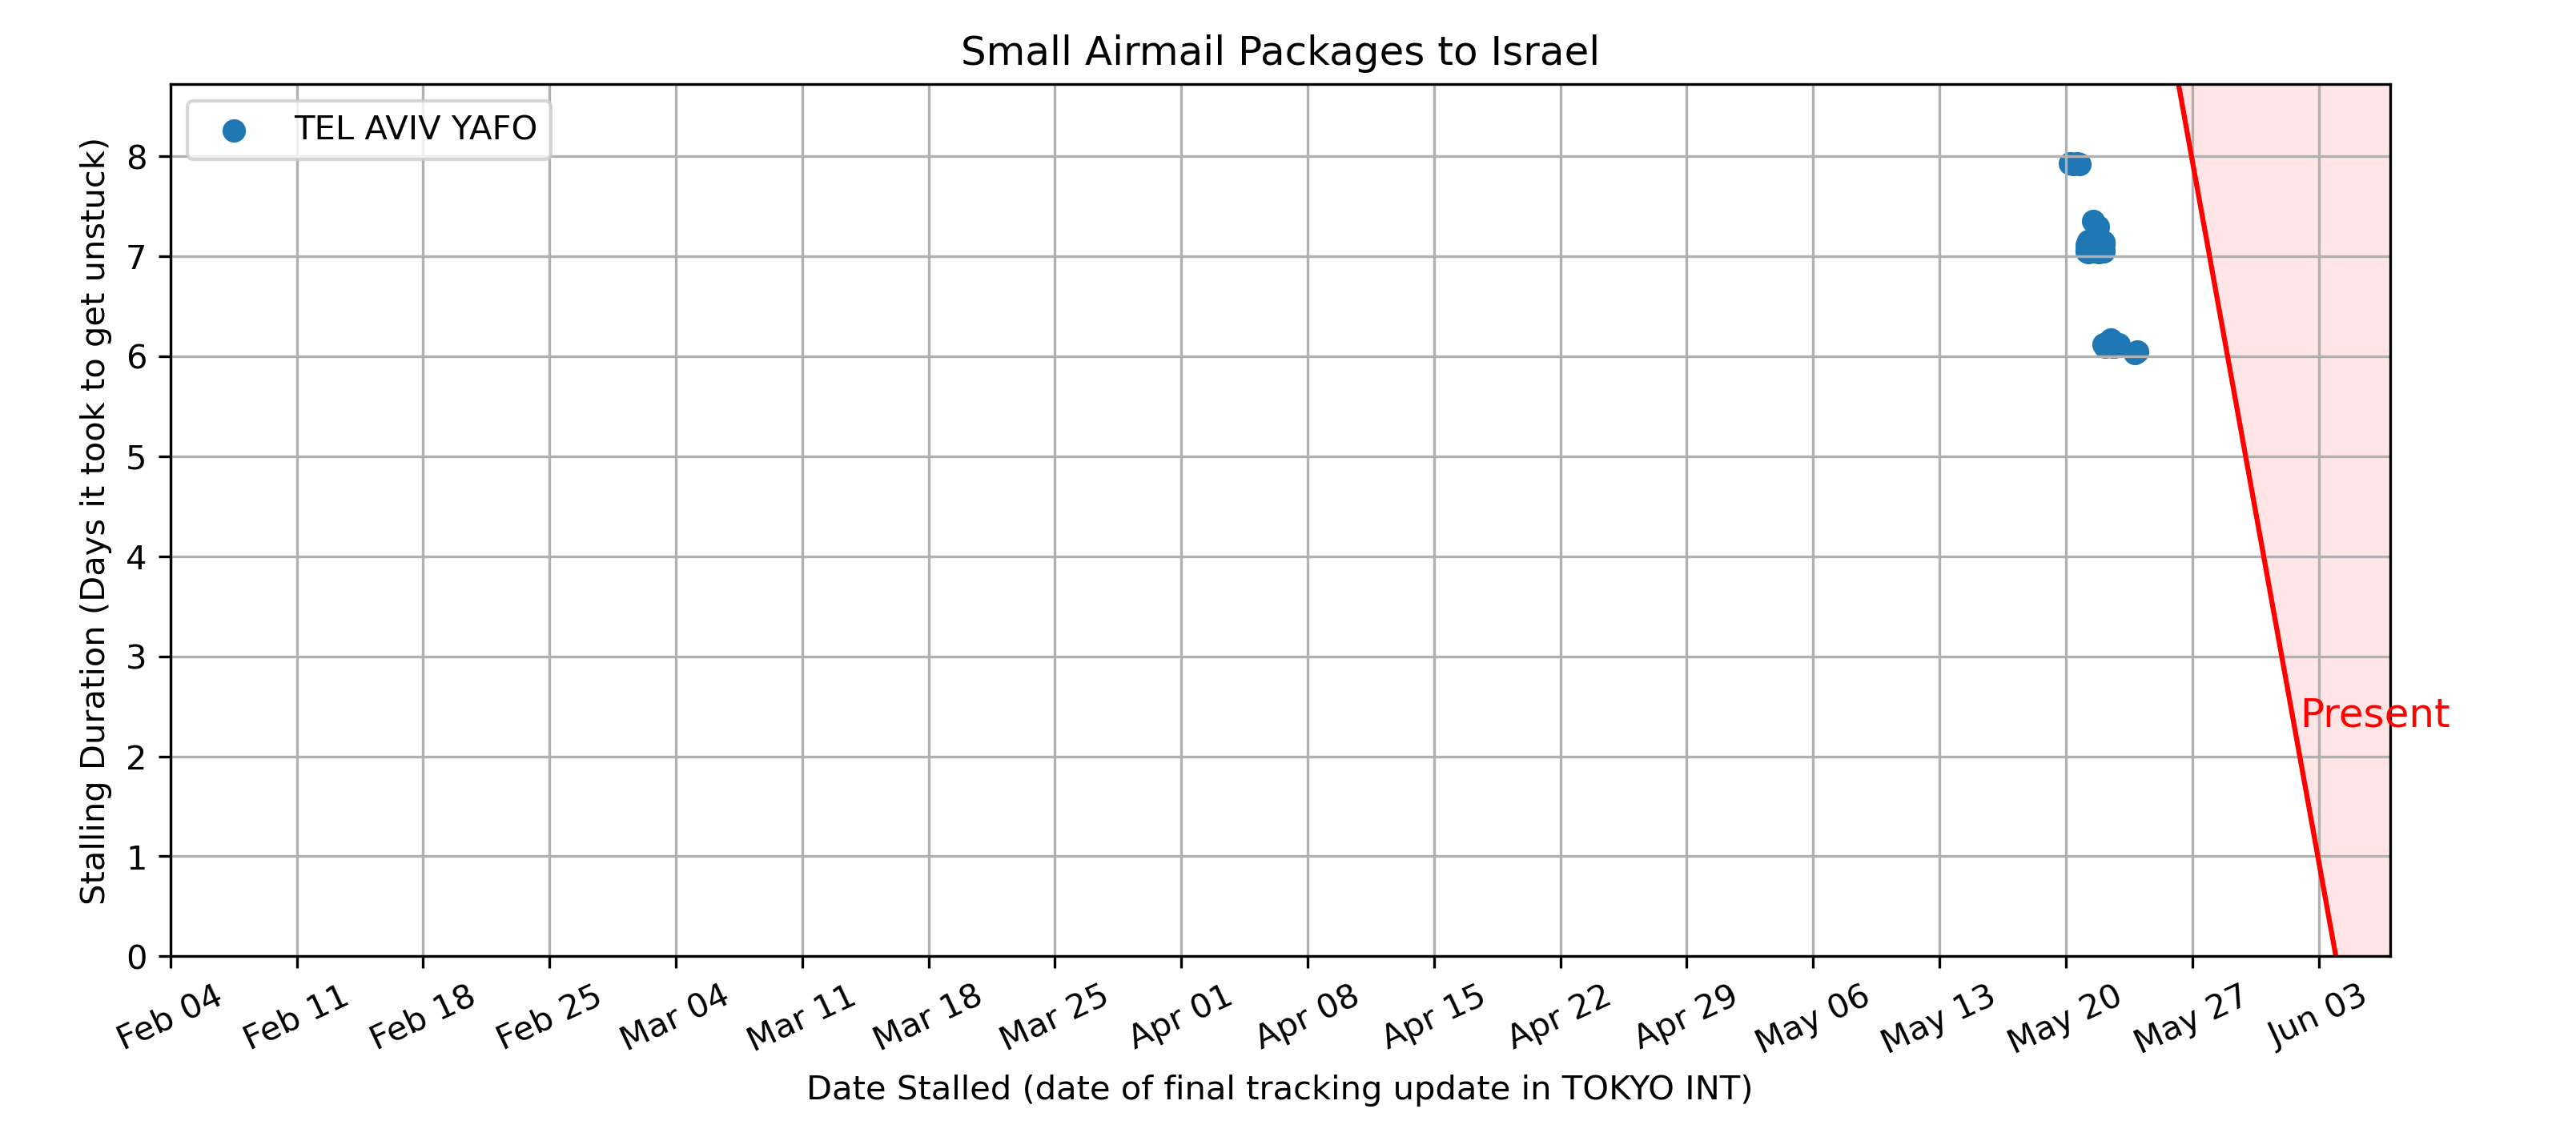 Small Airmail Packages to Israel
TEL AVIV YAFO
Stalling Duration (Days it took to get unstuck)
8
7
6
5
4
3
2
1
0
Present
Feb 04
Feb 11
Feb 18
Feb 25
Mar 04
Mar 11
Mar 18
Mar 25
Apr 01
Apr 08
Apr 15
Apr 22
Apr 29
May 06
May 13
May 20
May 27
Jun 03
Date Stalled (date of final tracking update in TOKYO INT)